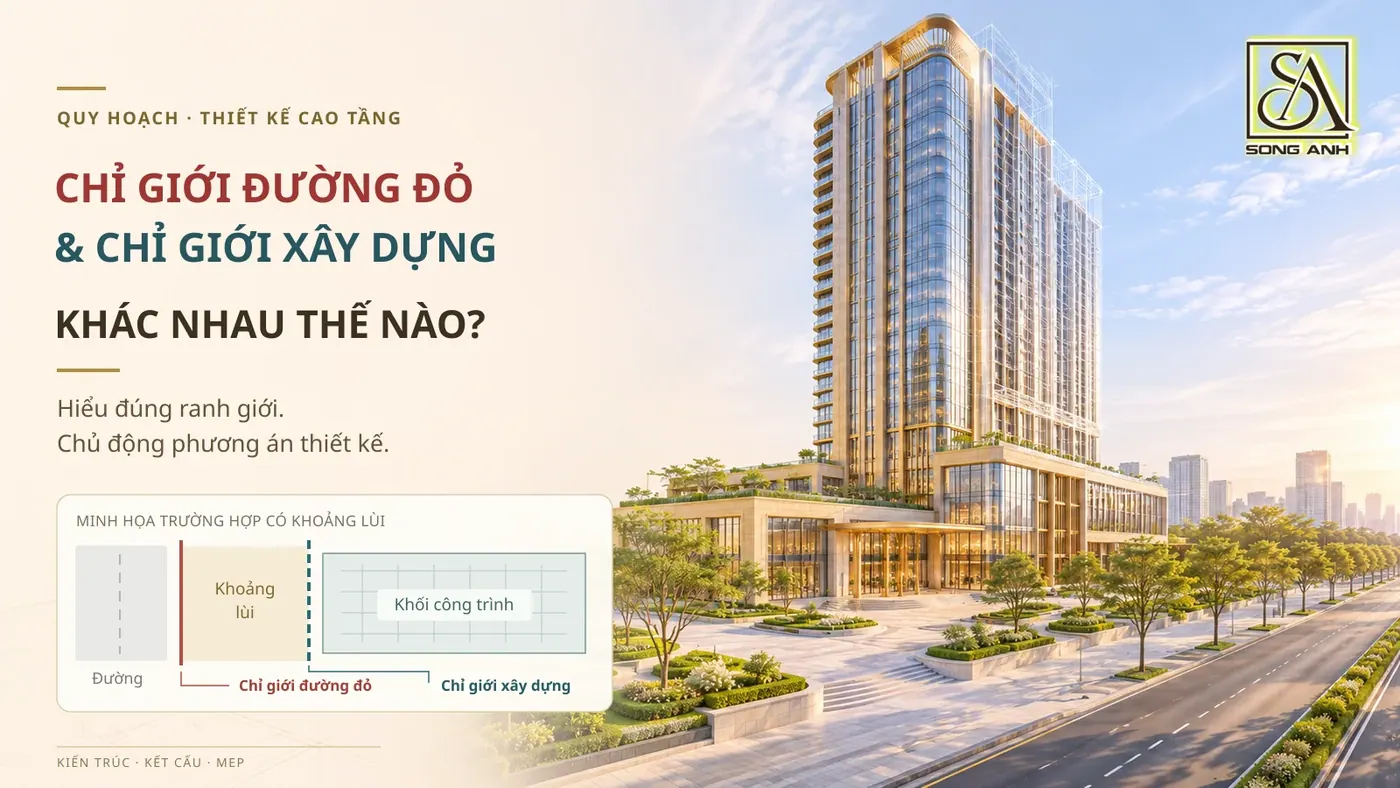 QUY HOẠCH · THIẾT KẾ CAO TẦNG
CHỈ GIỚI ĐƯỜNG ĐỎ
& CHỈ GIỚI XÂY DỰNG
KHÁC NHAU THẾ NÀO?
Hiểu đúng ranh giới.
Chủ động phương án thiết kế.
MINH HỌA TRƯỜNG HỢP CÓ KHOẢNG LÙI
Khoảng
lùi
Khối công trình
Đường
Chỉ giới đường đỏ
Chỉ giới xây dựng
KIẾN TRÚC · KẾT CẤU · MEP
SA
SONG ANH